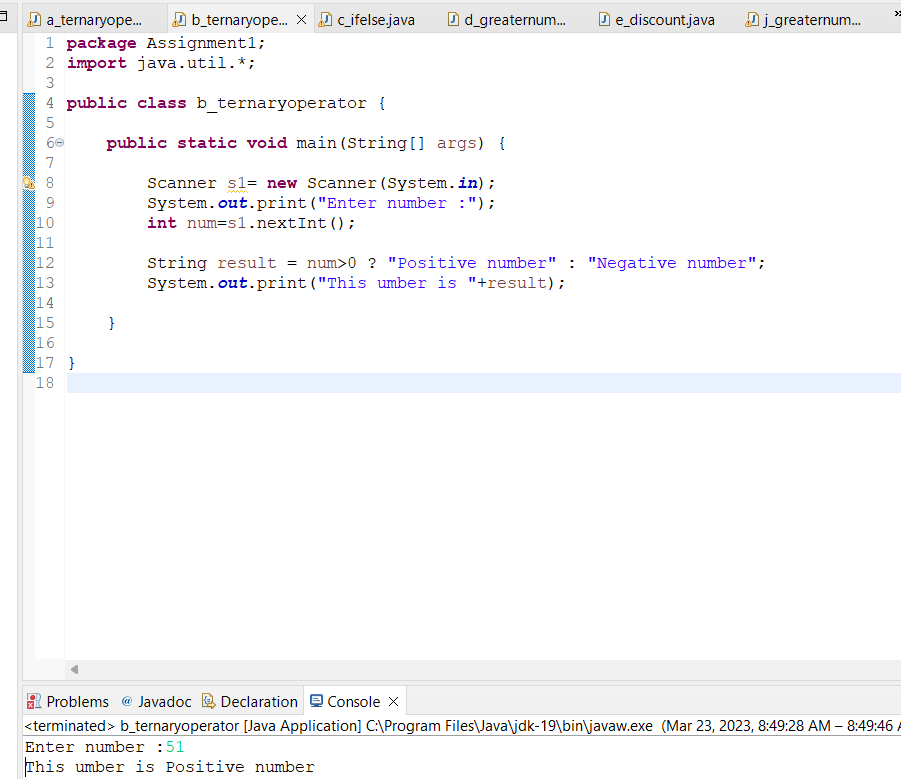 a_ternaryope... b_ternaryope... c_ifelse.java d_greaternum... e_discount.java j_greaternum...
1 package Assignment1;
2 import java.util.*;
3
4 public class b_ternaryoperator {
5
6 public static void main(String[] args) {
7
8 Scanner s1= new Scanner(System.in);
9 System.out.print("Enter number :");
10 int num=s1.nextInt();
11
12 String result = num>0 ? "Positive number" : "Negative number";
13 System.out.print("This umber is "+result);
14
15 }
16
17 }
18
Problems @ Javadoc Declaration Console
<terminated> b_ternaryoperator [Java Application] C:\Program Files\Java\jdk-19\bin\javaw.exe (Mar 23, 2023, 8:49:28 AM – 8:49:46
Enter number :51
This umber is Positive number